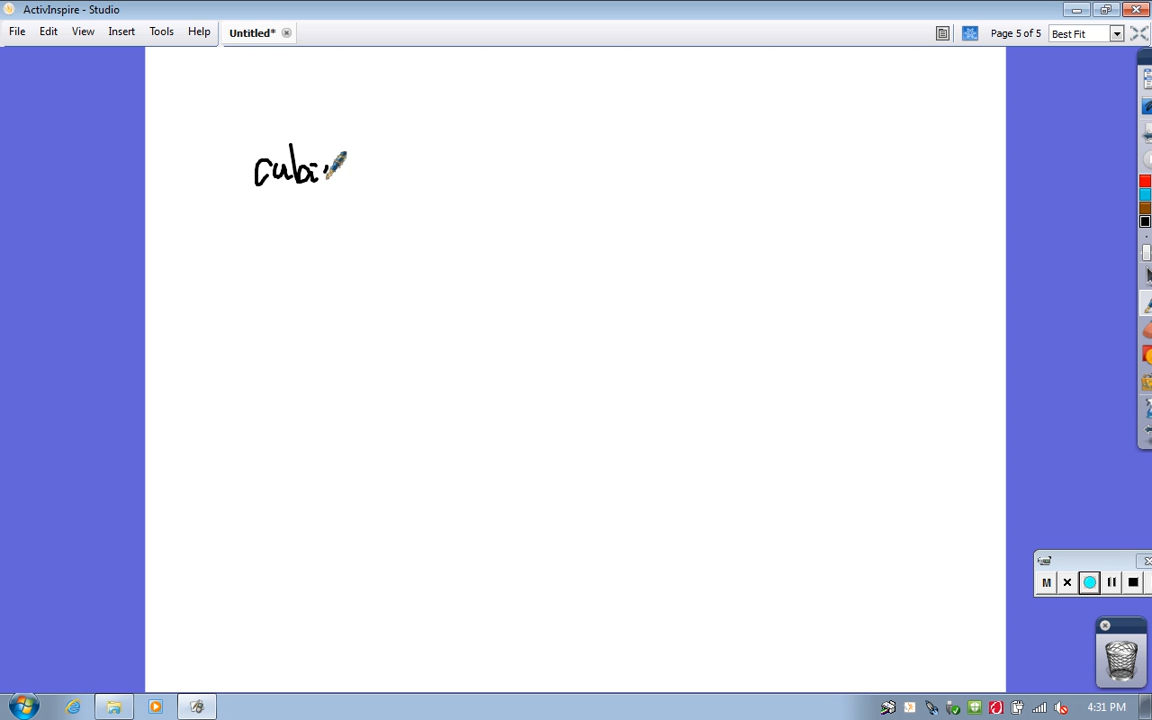 ActivInspire - Studio
File Edit View Insert Tools Help Untitled* Page 5 of 5 Best Fit
cubi
M
4:31 PM